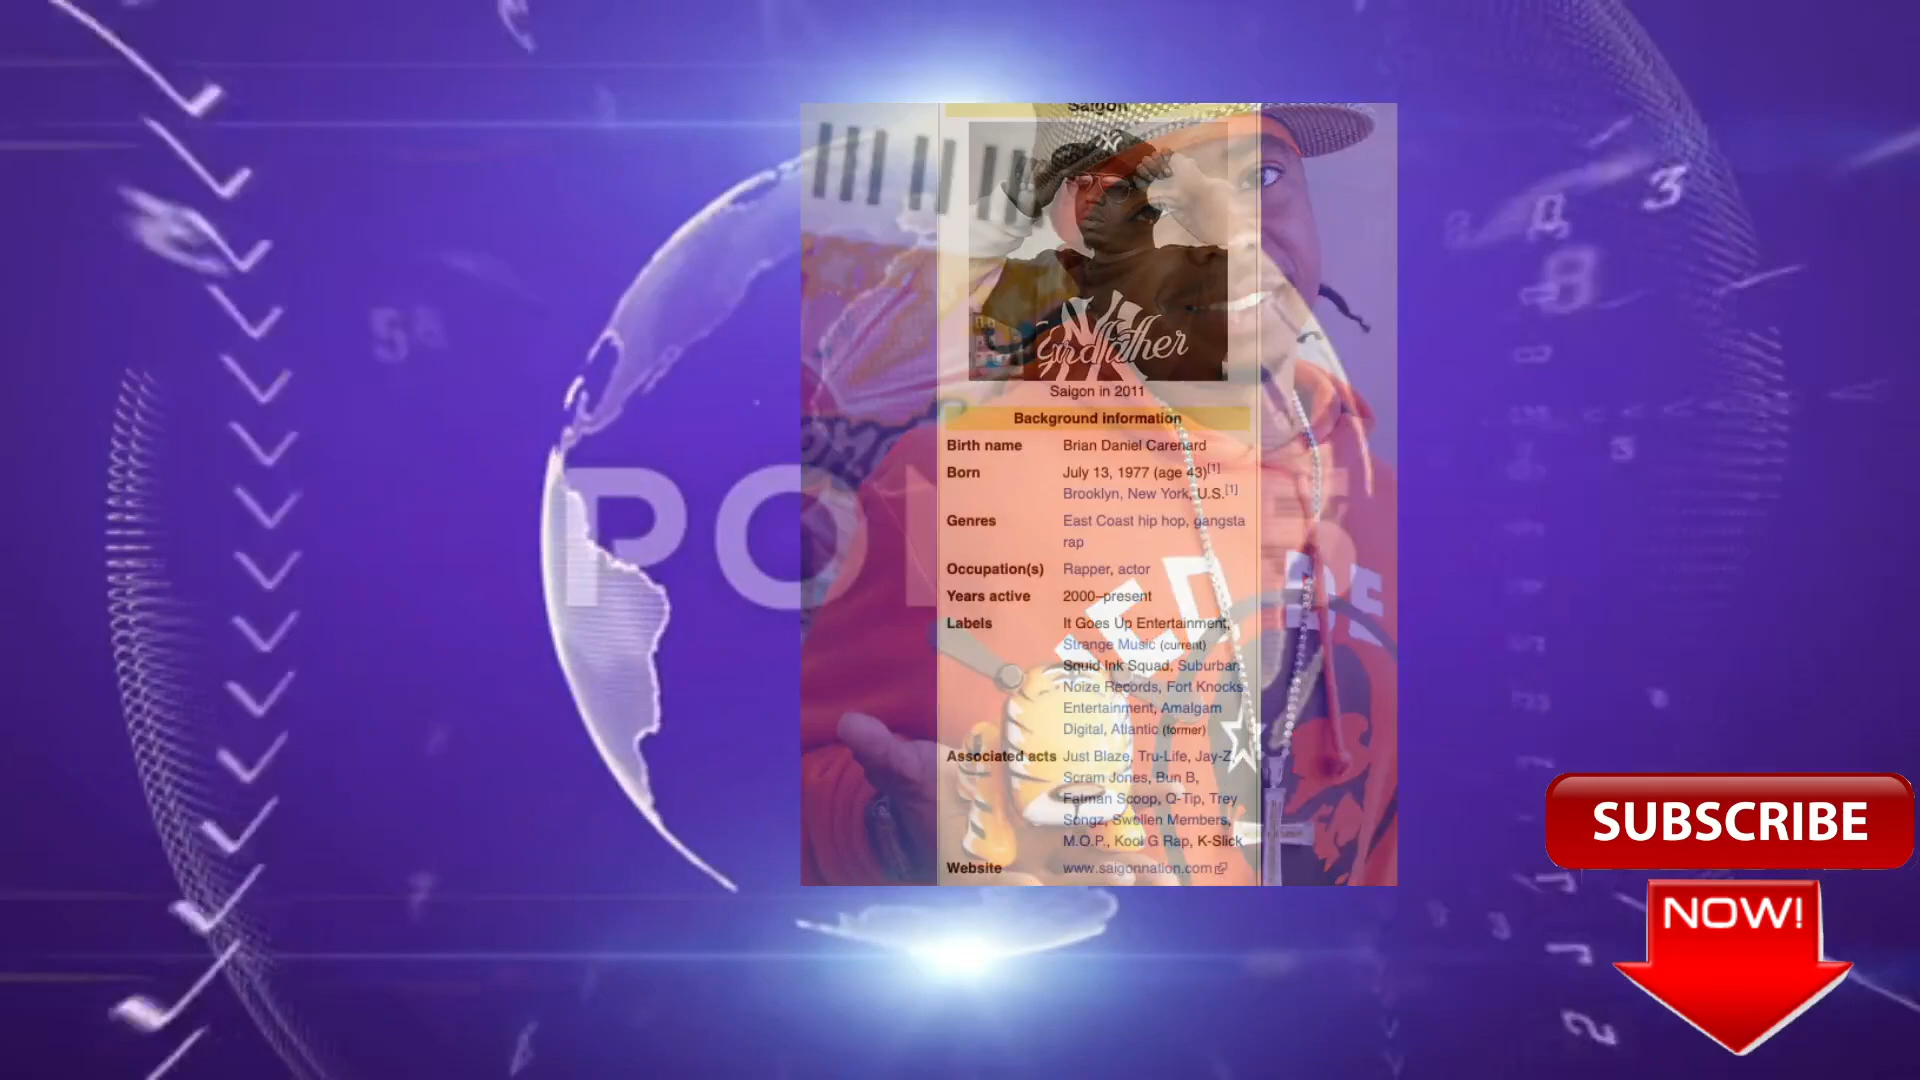 Saigon
Grndfather
Saigon in 2011
Background information
Birth name Brian Daniel Carenard
Born July 13, 1977 (age 43)[1]
Brooklyn, New York, U.S.[1]
Genres East Coast hip hop, gangsta
rap
Occupation(s) Rapper, actor
Years active 2000–present
Labels It Goes Up Entertainment,
Strange Music (current)
Squid Ink Squad, Suburban
Noize Records, Fort Knocks
Entertainment, Amalgam
Digital, Atlantic (former)
Associated acts Just Blaze, Tru-Life, Jay-Z,
Scram Jones, Bun B,
Fatman Scoop, Q-Tip, Trey
Songz, Swollen Members,
M.O.P., Kool G Rap, K-Slick
Website www.saigonnation.com
SUBSCRIBE
NOW!